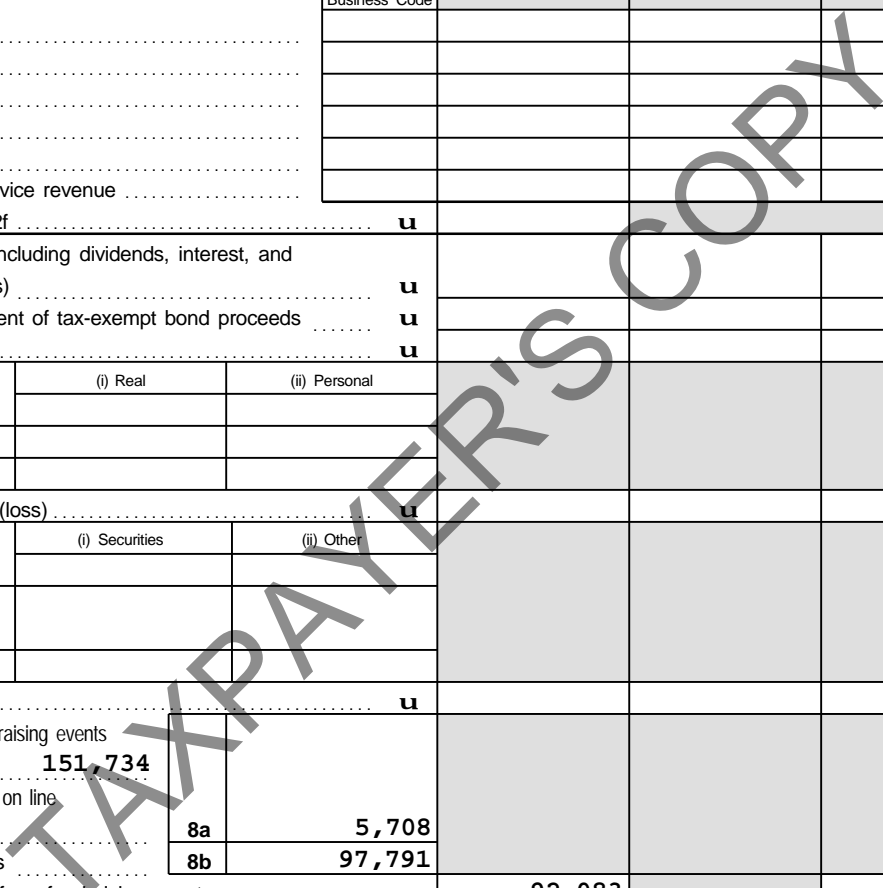 Business Code
vice revenue
2f u
ncluding dividends, interest, and
s) u
ent of tax-exempt bond proceeds u
u
(i) Real (ii) Personal
(loss) u
(i) Securities (ii) Other
u
raising events
151,734
on line
8a 5,708
s 8b 97,791
TAXPAYER'S COPY